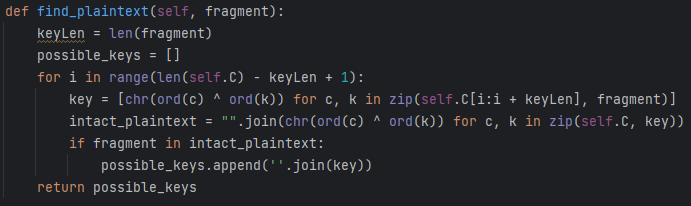 def find_plaintext(self, fragment):
    keyLen = len(fragment)
    possible_keys = []
    for i in range(len(self.C) - keyLen + 1):
        key = [chr(ord(c) ^ ord(k)) for c, k in zip(self.C[i:i + keyLen], fragment)]
        intact_plaintext = "".join(chr(ord(c) ^ ord(k)) for c, k in zip(self.C, key))
        if fragment in intact_plaintext:
            possible_keys.append(''.join(key))
    return possible_keys